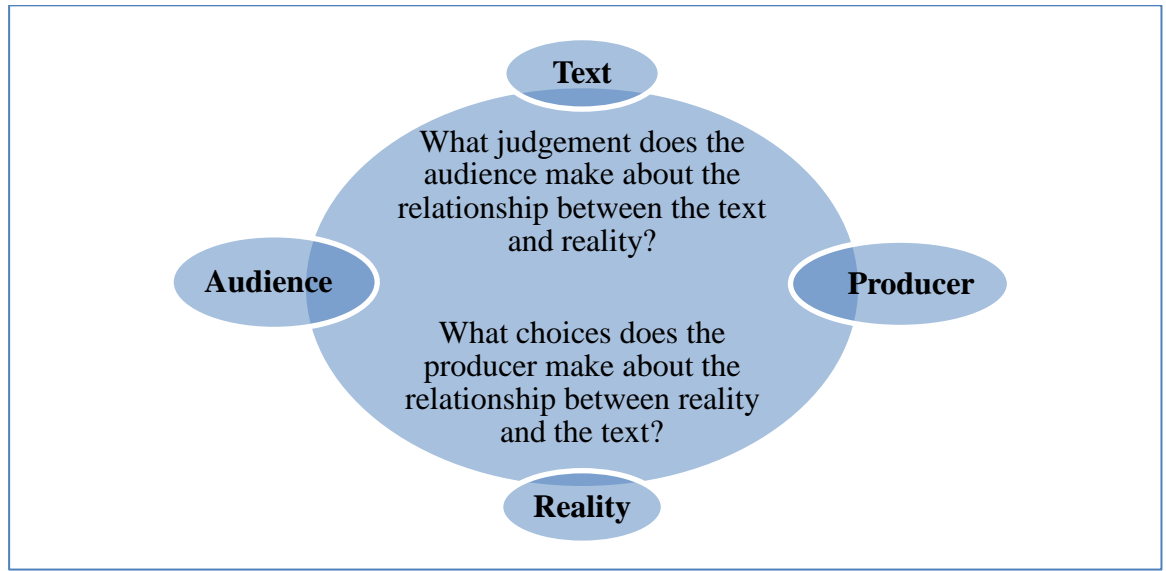 Text
What judgement does the
audience make about the
relationship between the text
and reality?
Audience
Producer
What choices does the
producer make about the
relationship between reality
and the text?
Reality